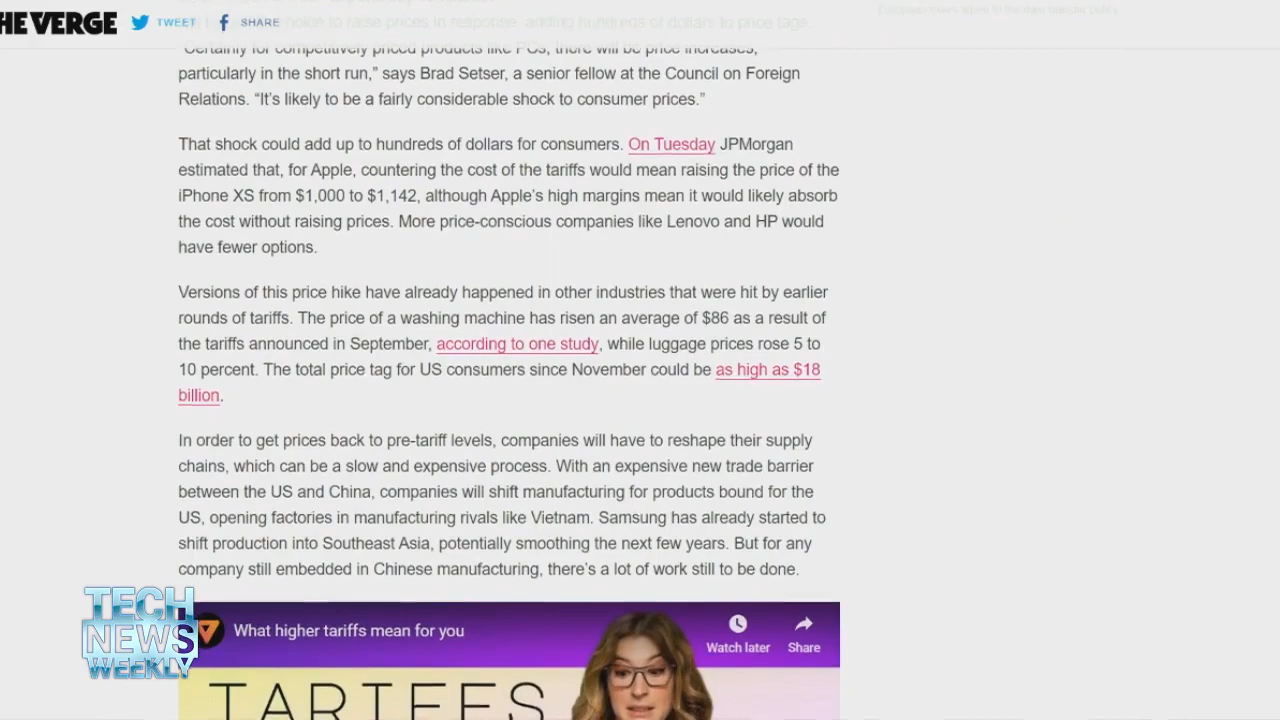 HE VERGE TWEET SHARE
to raise prices in response, adding hundreds of dollars to price tags.
"Certainly for competitively priced products like PCs, there will be price increases,
particularly in the short run,” says Brad Setser, a senior fellow at the Council on Foreign
Relations. “It’s likely to be a fairly considerable shock to consumer prices.”
That shock could add up to hundreds of dollars for consumers. On Tuesday JPMorgan
estimated that, for Apple, countering the cost of the tariffs would mean raising the price of the
iPhone XS from $1,000 to $1,142, although Apple’s high margins mean it would likely absorb
the cost without raising prices. More price-conscious companies like Lenovo and HP would
have fewer options.
Versions of this price hike have already happened in other industries that were hit by earlier
rounds of tariffs. The price of a washing machine has risen an average of $86 as a result of
the tariffs announced in September, according to one study, while luggage prices rose 5 to
10 percent. The total price tag for US consumers since November could be as high as $18
billion.
In order to get prices back to pre-tariff levels, companies will have to reshape their supply
chains, which can be a slow and expensive process. With an expensive new trade barrier
between the US and China, companies will shift manufacturing for products bound for the
US, opening factories in manufacturing rivals like Vietnam. Samsung has already started to
shift production into Southeast Asia, potentially smoothing the next few years. But for any
company still embedded in Chinese manufacturing, there’s a lot of work still to be done.
TECH
NEWS
WEEKLY
What higher tariffs mean for you
Watch later Share
TARIFFS